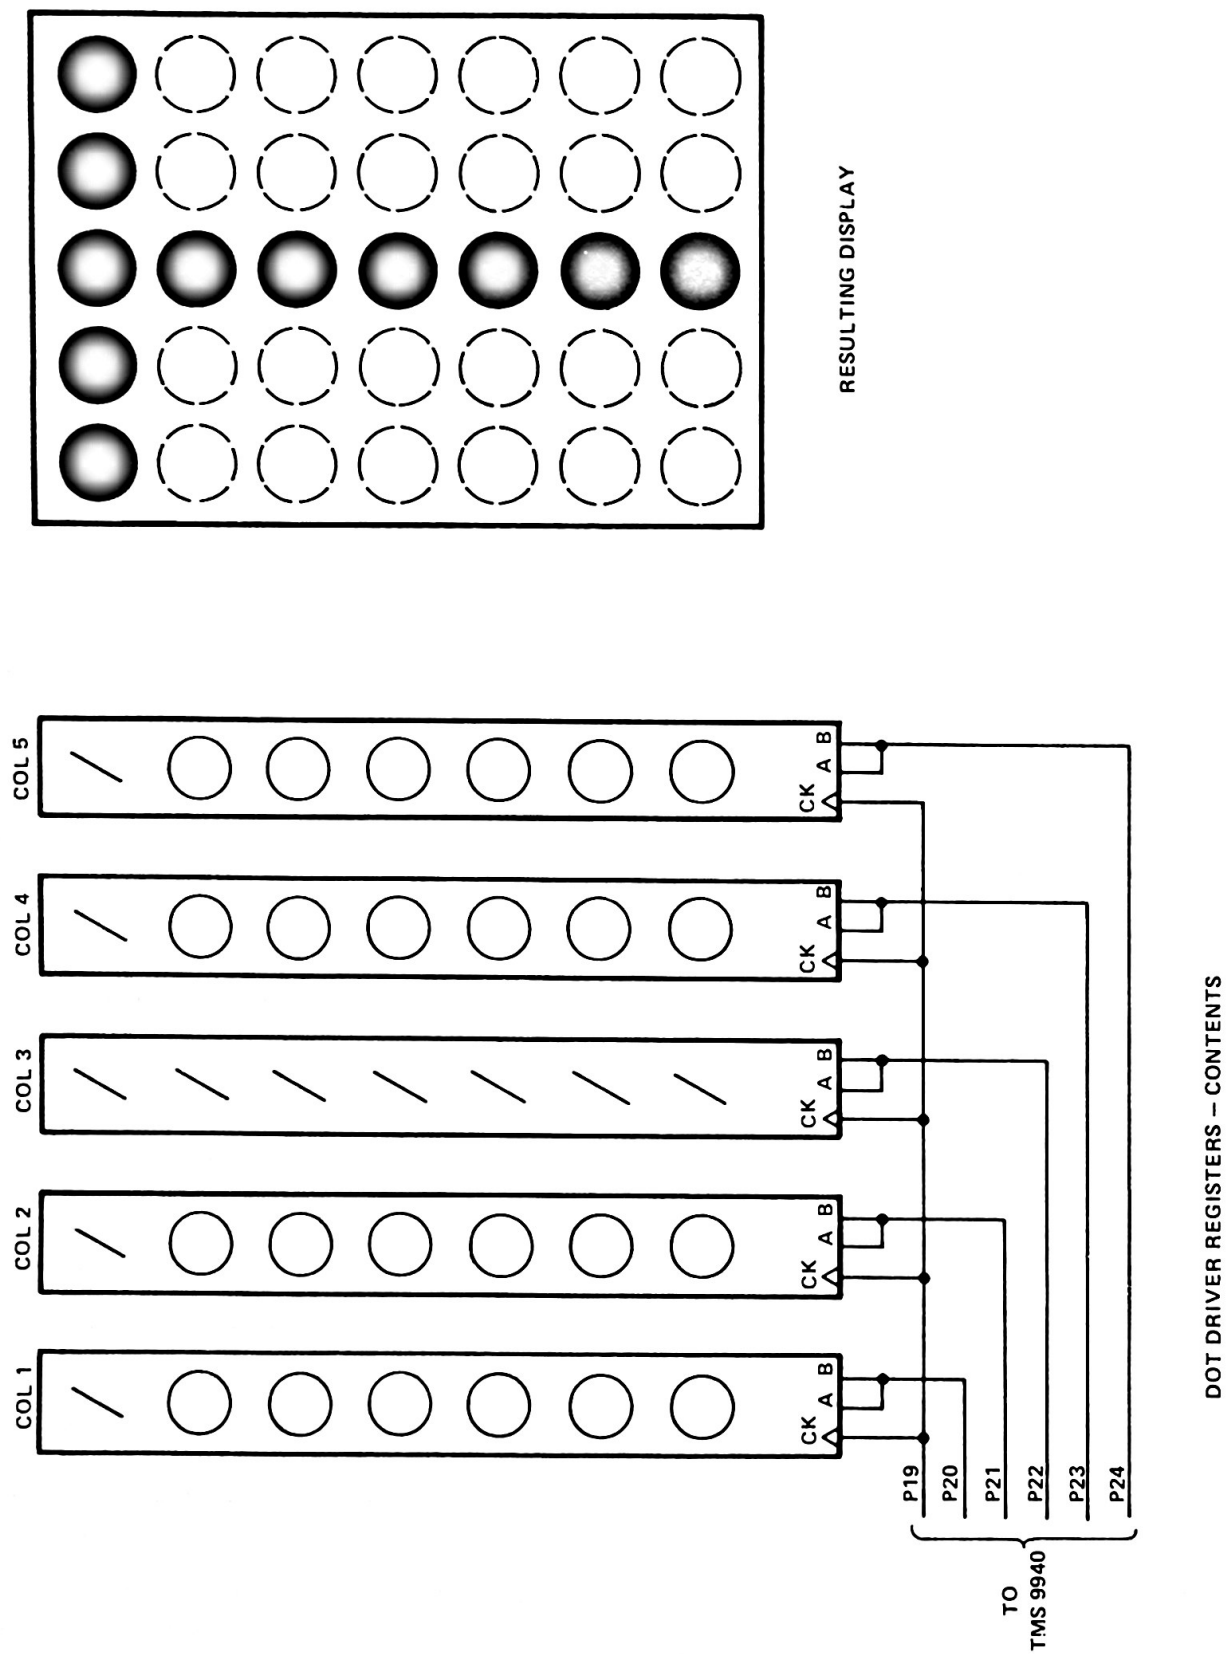 COL 1
COL 2
COL 3
COL 4
COL 5
CK A B
CK A B
CK A B
CK A B
CK A B
P19
P20
P21
P22
P23
P24
TO
TMS 9940
DOT DRIVER REGISTERS – CONTENTS
RESULTING DISPLAY